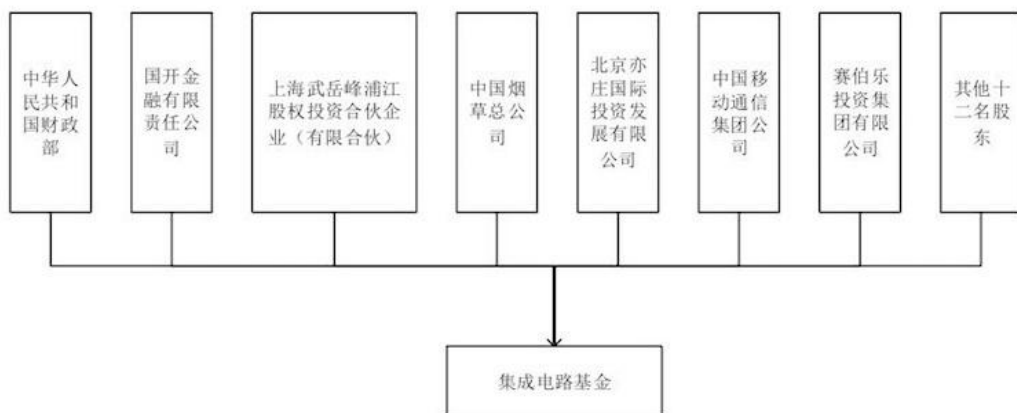 中华人
民共和
国财政
部
国开金
融有限
责任公
司
上海武岳峰浦江
股权投资合伙企
业（有限合伙）
中国烟
草总公
司
北京亦
庄国际
投资发
展有限
公司
中国移
动通信
集团公
司
赛伯乐
投资集
团有限
公司
其他十
二名股
东
集成电路基金